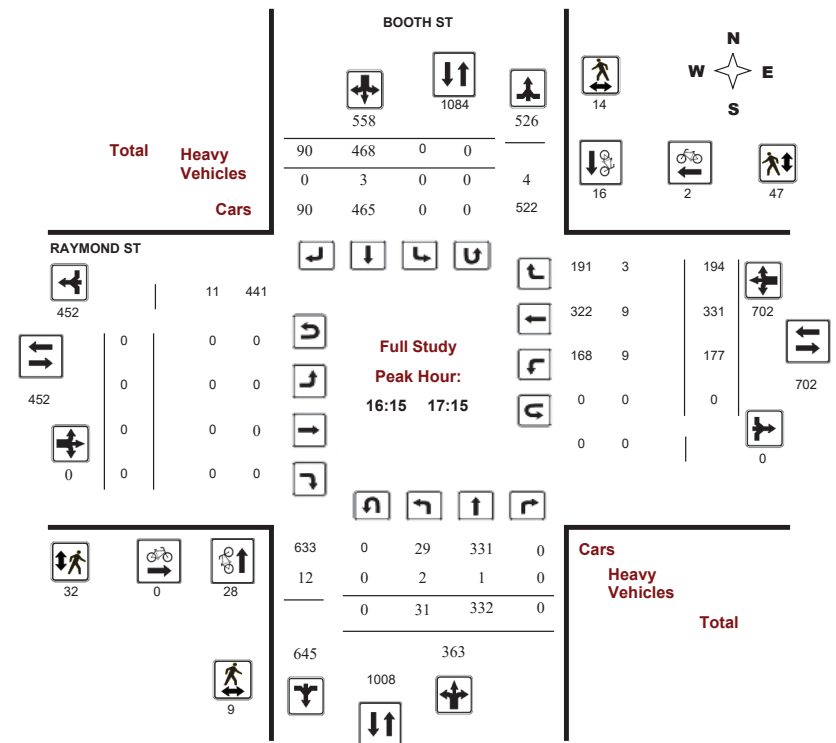 BOOTH ST
N
W E
S
1084
14
558 526
Total Heavy Vehicles
90 468 0 0
0 3 0 0 4
Cars 90 465 0 0 522
16 2 47
RAYMOND ST
452
11 441
191 3 194
702
0 0 0
322 9 331
452
Full Study
Peak Hour:
16:15 17:15
0 0 0
168 9 177
702
0 0 0
0 0 0
0
0 0 0
0 0
0
633 0 29 331 0
Cars
12 0 2 1 0
Heavy
Vehicles
0 31 332 0
Total
32 0 28
645 363
1008
9